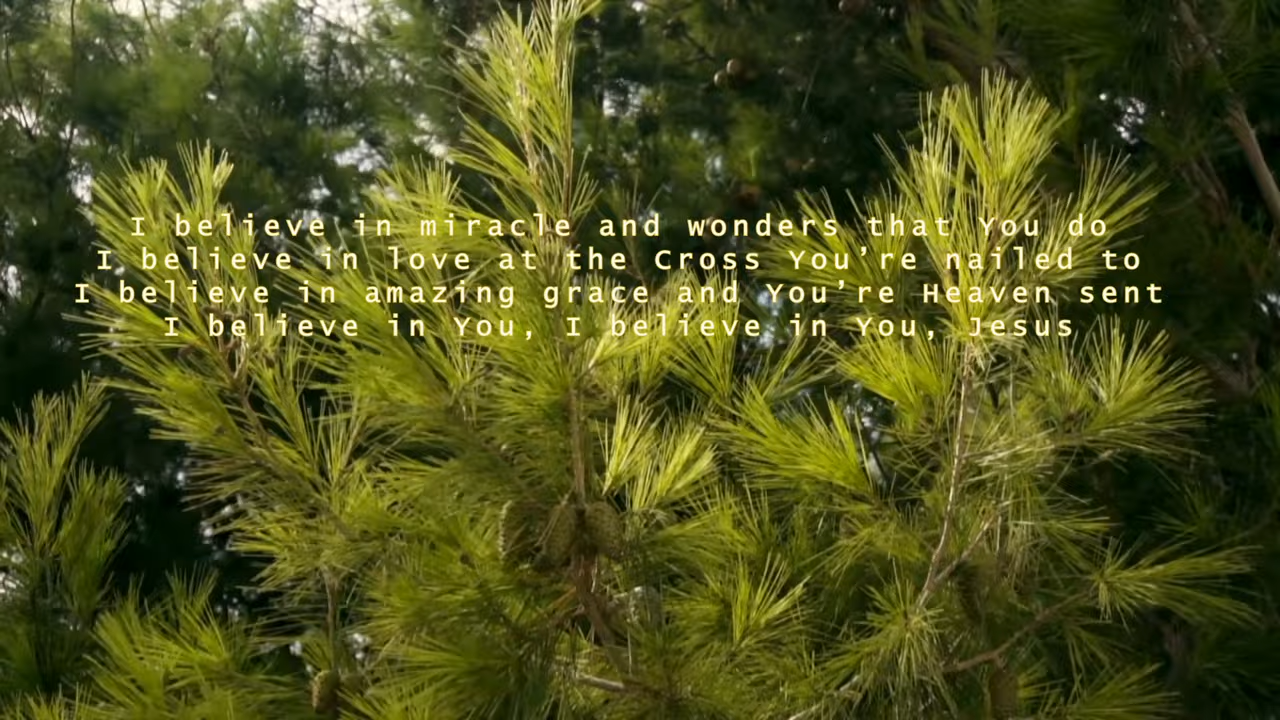 I believe in miracle and wonders that You do
I believe in love at the Cross You’re nailed to
I believe in amazing grace and You’re Heaven sent
I believe in You, I believe in You, Jesus